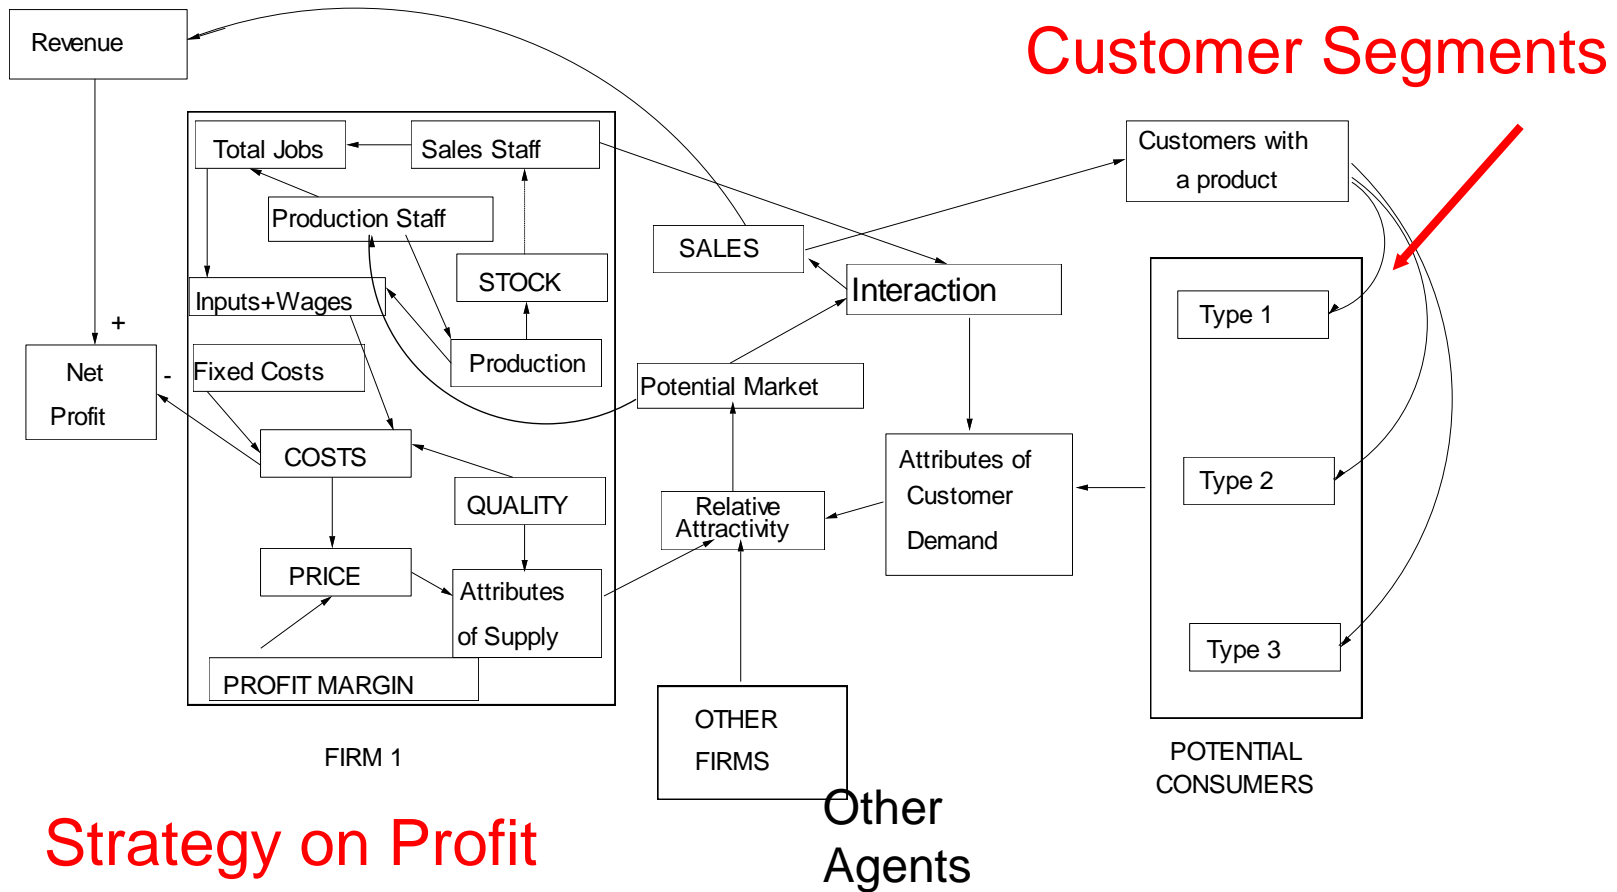 Revenue
Customer Segments
Total Jobs
Sales Staff
Customers with
a product
Production Staff
SALES
STOCK
Interaction
Inputs+Wages
Type 1
+
Production
Net
Profit
-
Fixed Costs
Potential Market
COSTS
Attributes of
Customer
Demand
Type 2
QUALITY
Relative
Attractivity
PRICE
Attributes
of Supply
Type 3
PROFIT MARGIN
OTHER
FIRMS
FIRM 1
POTENTIAL
CONSUMERS
Other
Agents
Strategy on Profit